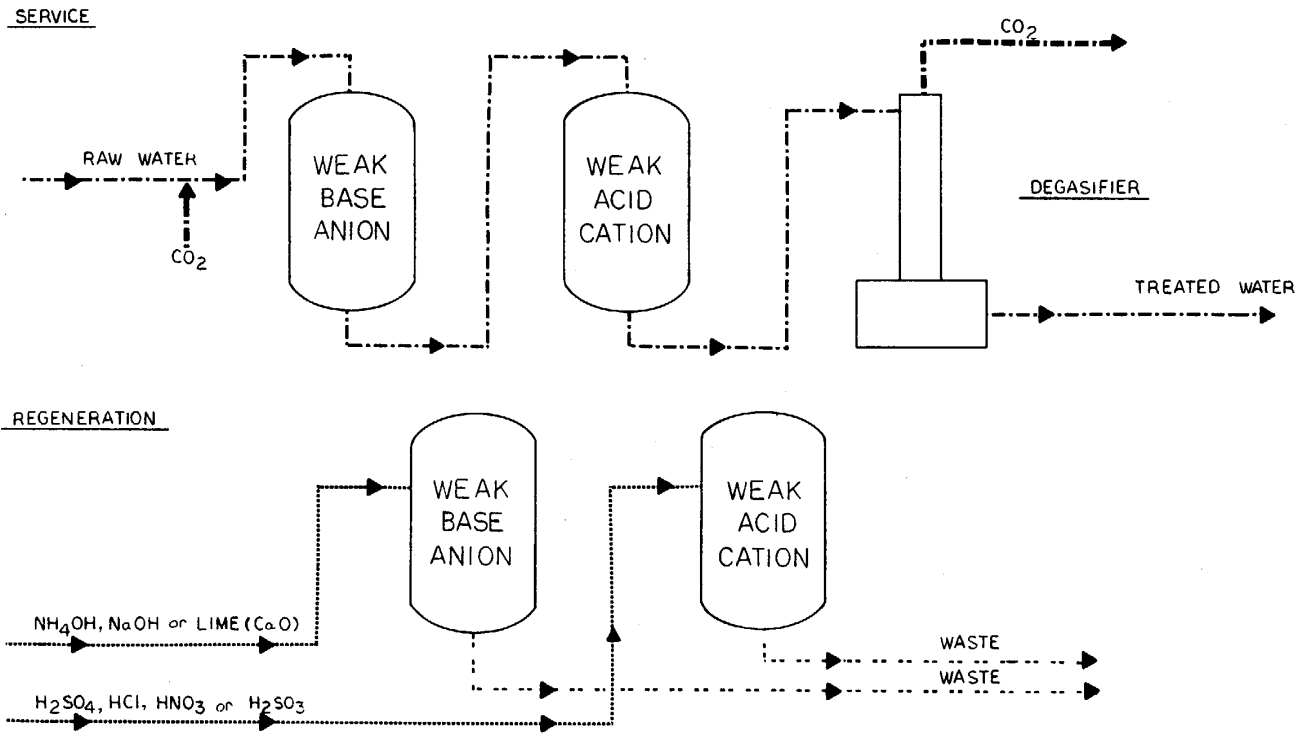 SERVICE
CO₂
RAW WATER
CO₂
WEAK
BASE
ANION
WEAK
ACID
CATION
DEGASIFIER
TREATED WATER
REGENERATION
WEAK
BASE
ANION
WEAK
ACID
CATION
NH₄OH, NaOH or LIME (CaO)
WASTE
WASTE
H₂SO₄, HCl, HNO₃ or H₂SO₃